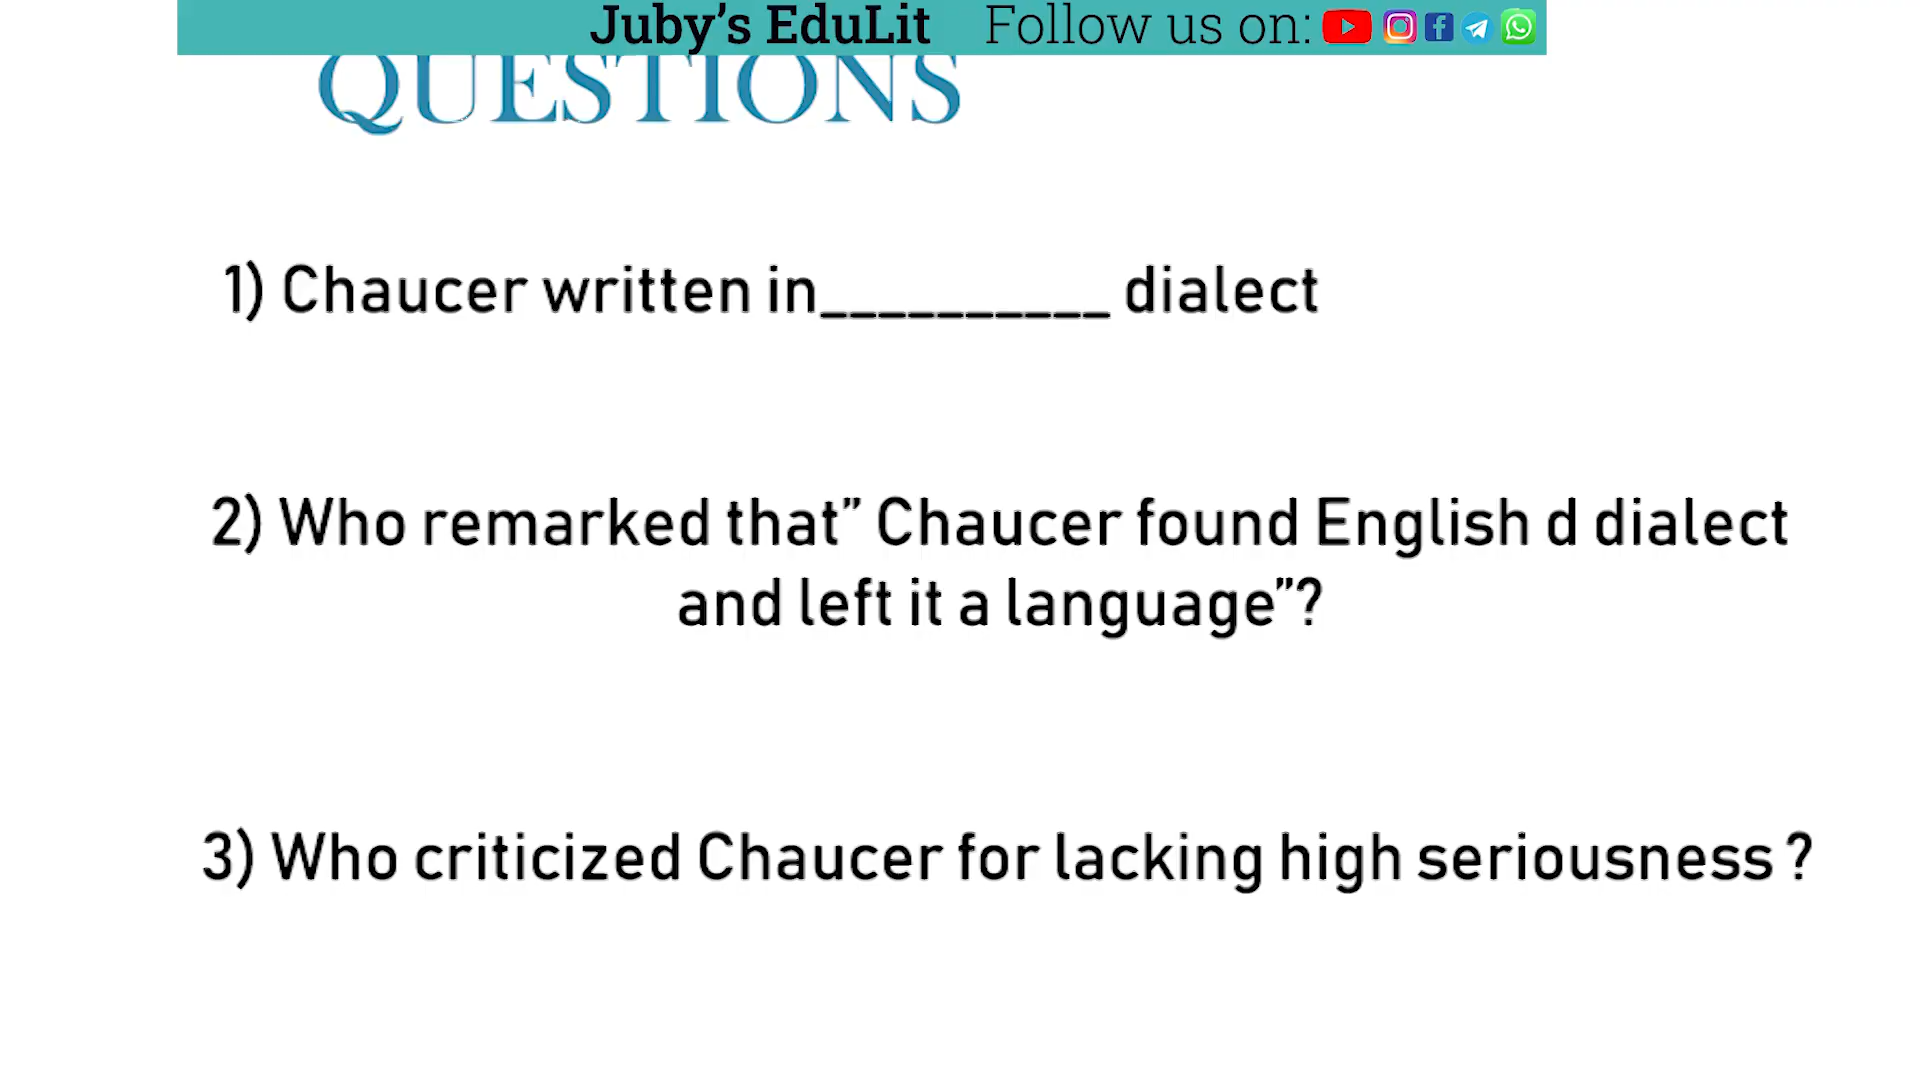 Juby’s EduLit Follow us on:
QUESTIONS
1) Chaucer written in__________ dialect
2) Who remarked that” Chaucer found English d dialect
and left it a language”?
3) Who criticized Chaucer for lacking high seriousness ?